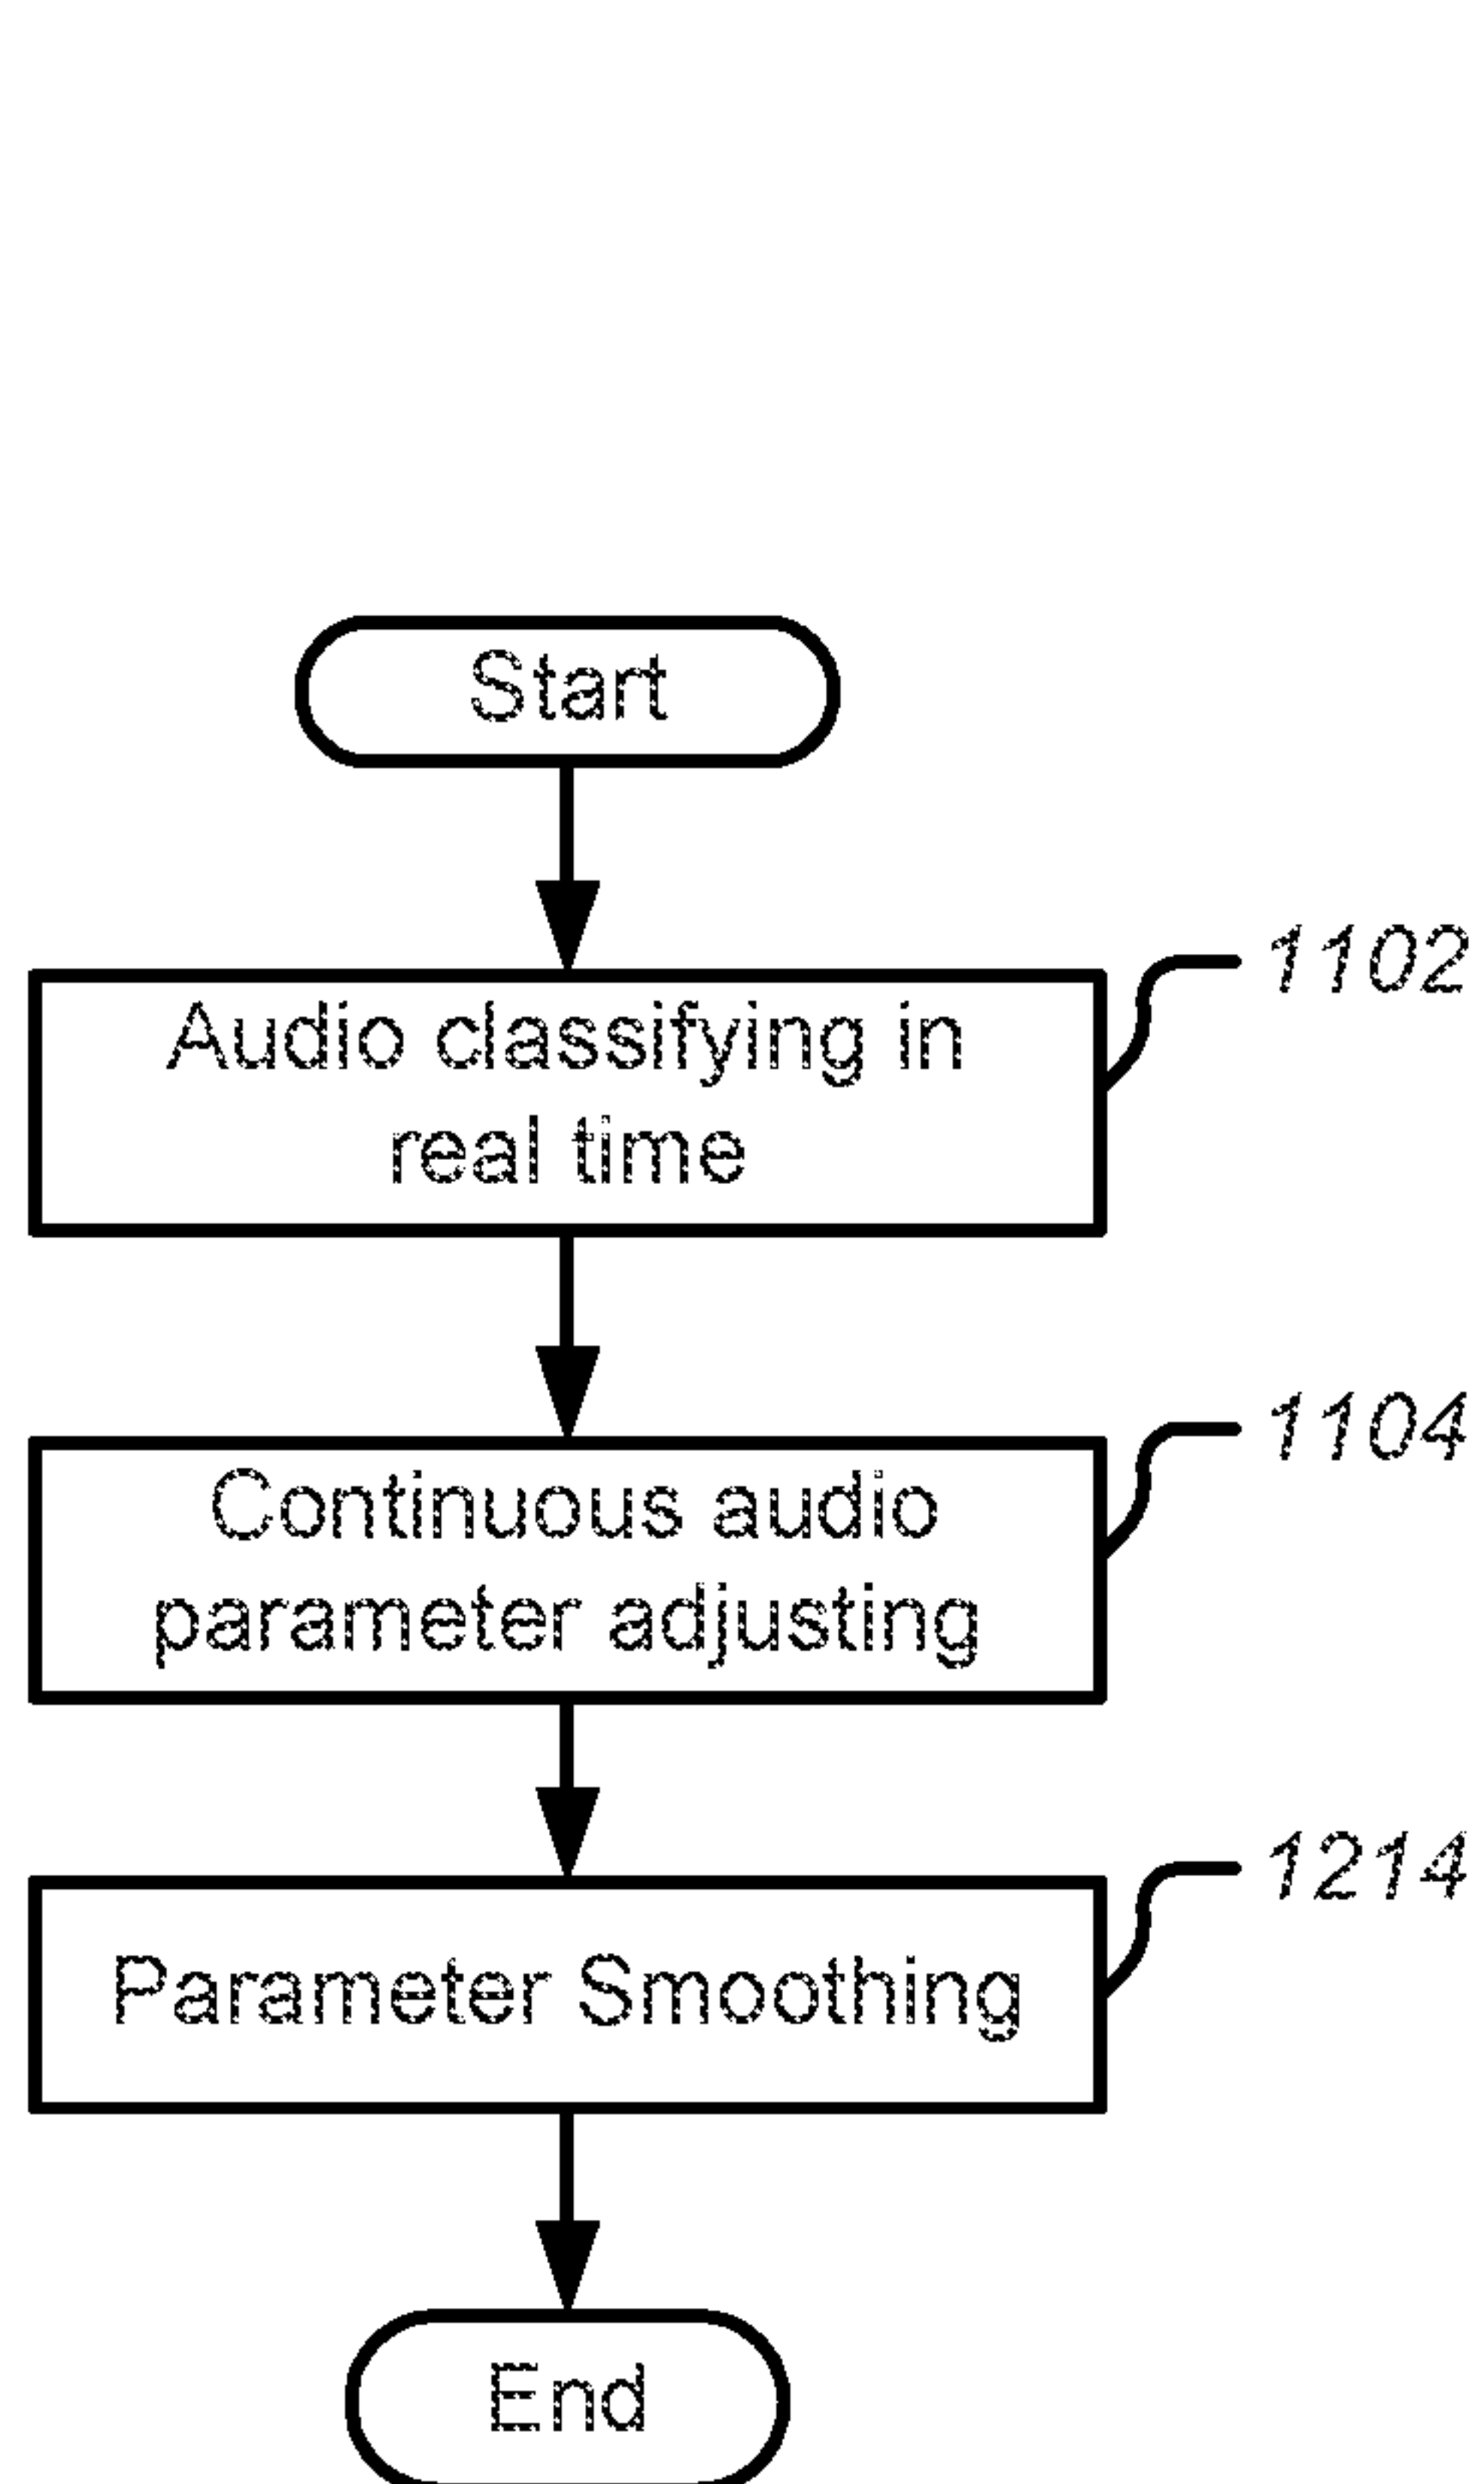 Start
1102
Audio classifying in
real time
1104
Continuous audio
parameter adjusting
1214
Parameter Smoothing
End